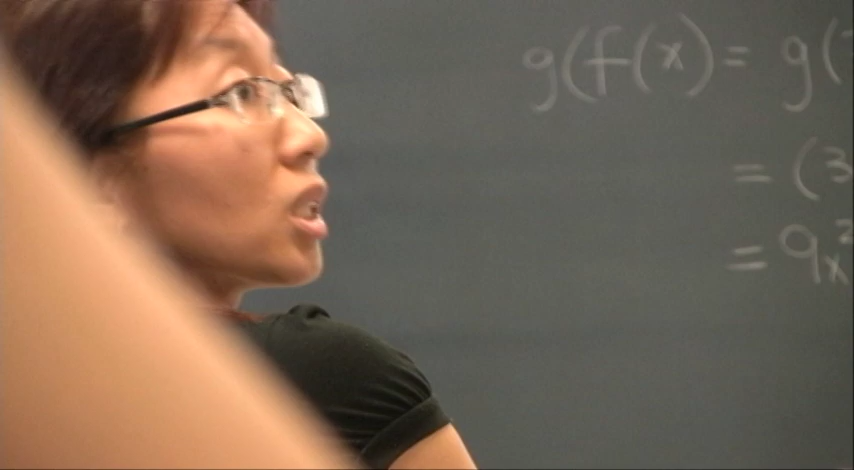 g(f(x)= g(
= (3
= 9x²